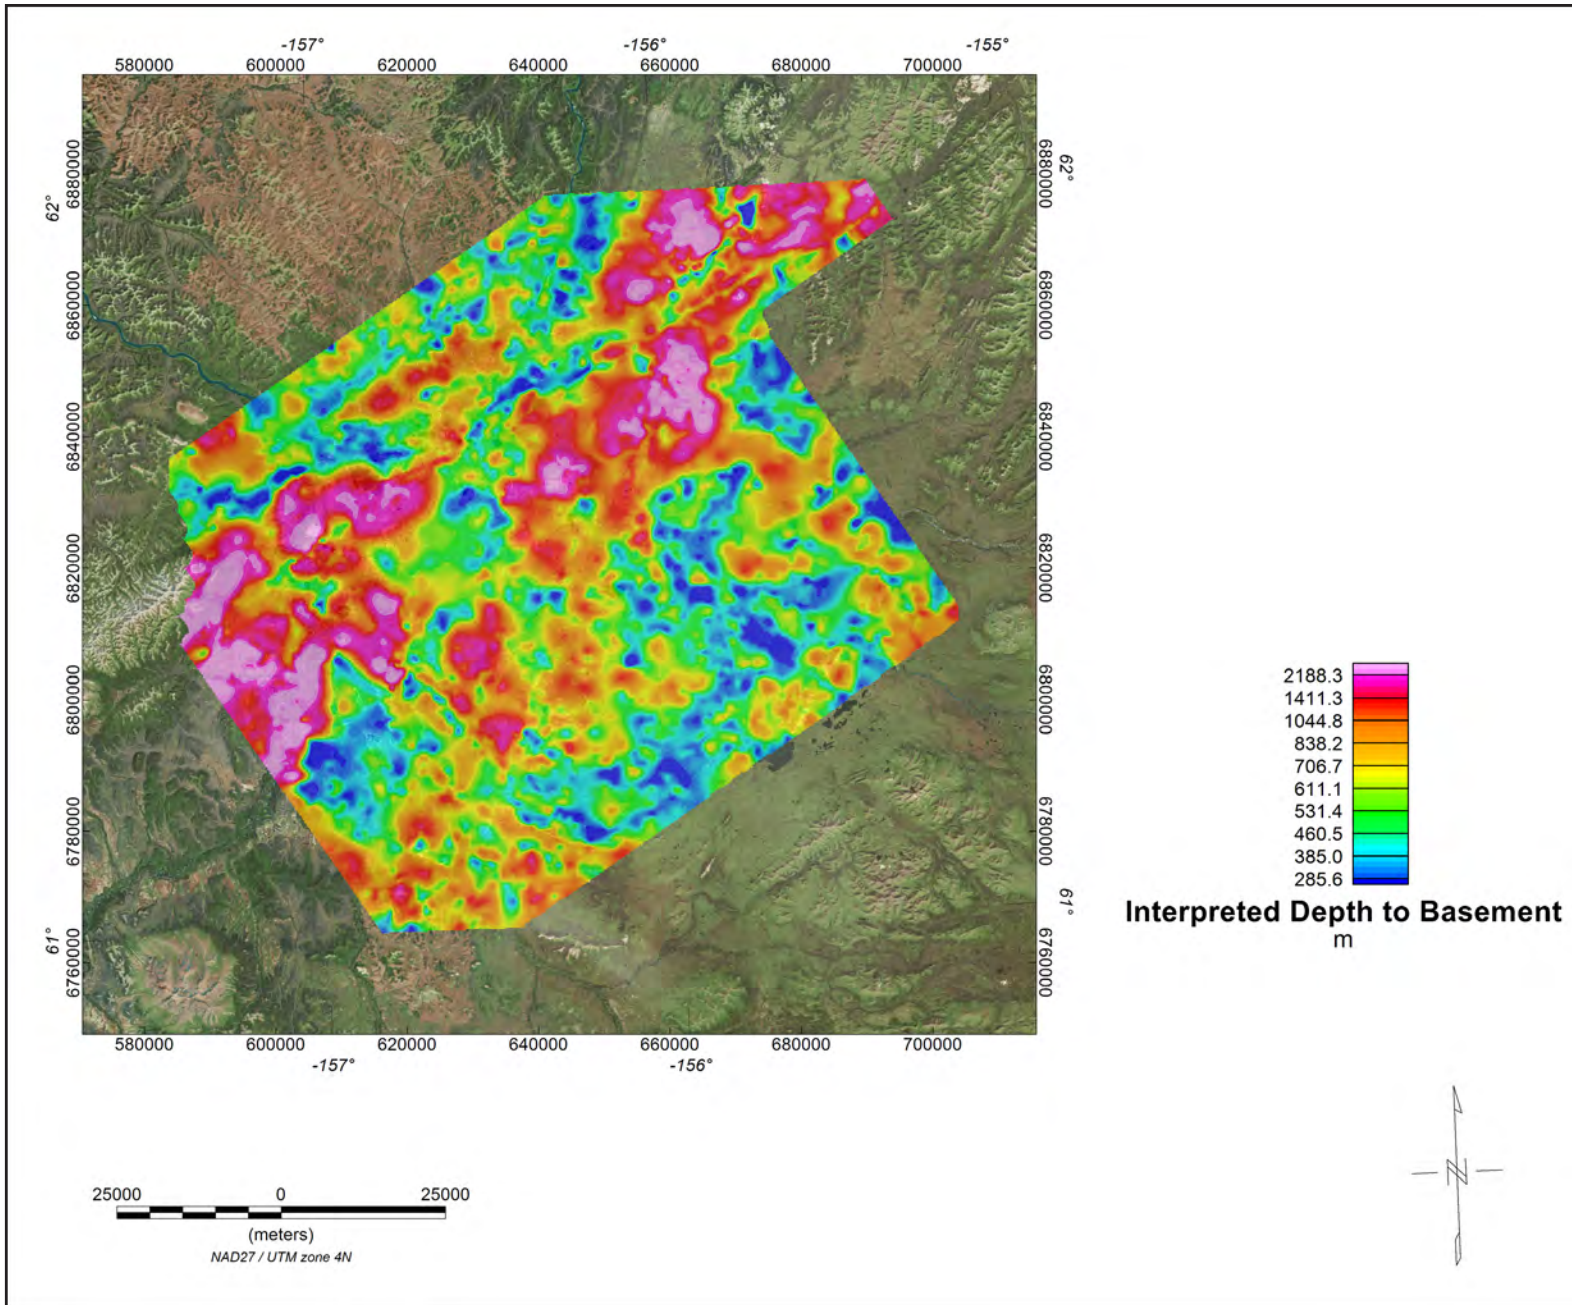 -157° -156° -155°
580000 600000 620000 640000 660000 680000 700000
62° 6880000 6860000 6840000 6820000 6800000 6780000 61° 6760000
6880000 62° 6860000 6840000 6820000 6800000 6780000 61° 6760000
580000 600000 620000 640000 660000 680000 700000
-157° -156°
2188.3
1411.3
1044.8
838.2
706.7
611.1
531.4
460.5
385.0
285.6
Interpreted Depth to Basement
m
25000 0 25000
(meters)
NAD27 / UTM zone 4N
N